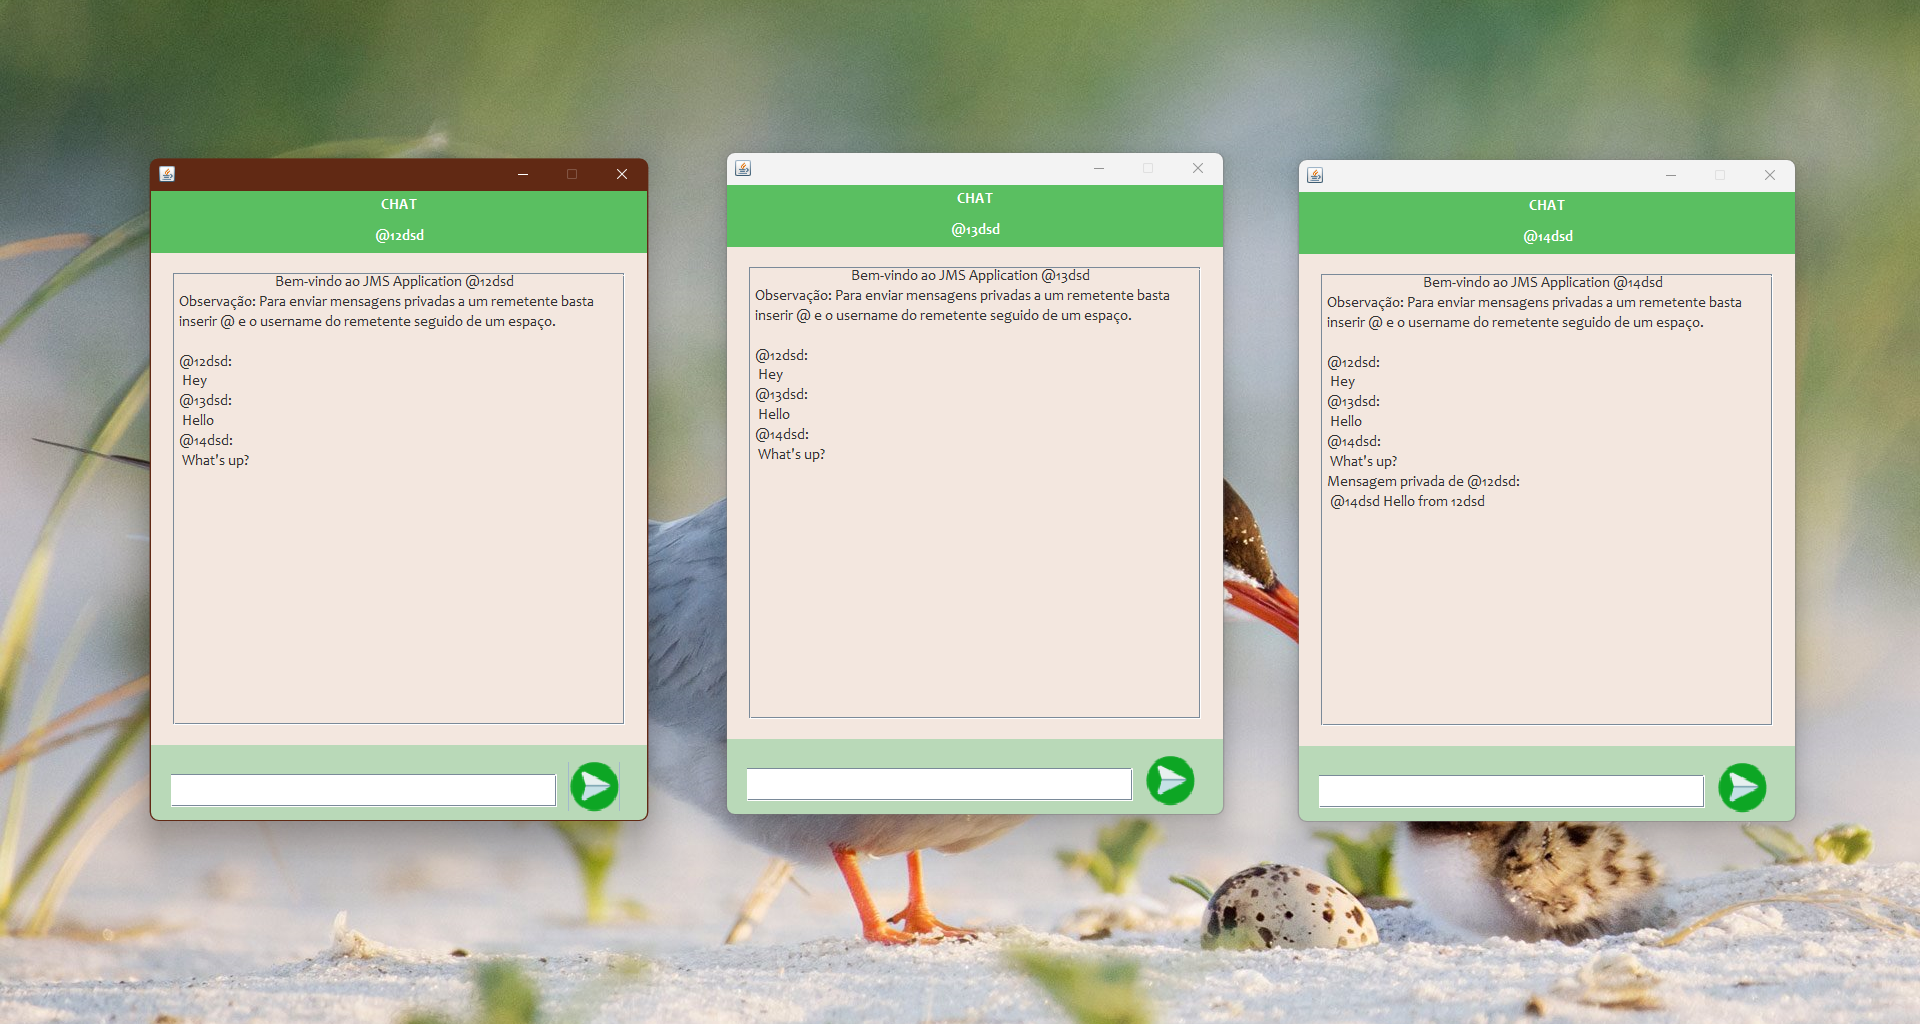 CHAT
@12dsd
Bem-vindo ao JMS Application @12dsd
Observação: Para enviar mensagens privadas a um remetente basta
inserir @ e o username do remetente seguido de um espaço.
@12dsd:
Hey
@13dsd:
Hello
@14dsd:
What's up?
CHAT
@13dsd
Bem-vindo ao JMS Application @13dsd
Observação: Para enviar mensagens privadas a um remetente basta
inserir @ e o username do remetente seguido de um espaço.
@12dsd:
Hey
@13dsd:
Hello
@14dsd:
What's up?
CHAT
@14dsd
Bem-vindo ao JMS Application @14dsd
Observação: Para enviar mensagens privadas a um remetente basta
inserir @ e o username do remetente seguido de um espaço.
@12dsd:
Hey
@13dsd:
Hello
@14dsd:
What's up?
Mensagem privada de @12dsd:
@14dsd Hello from 12dsd